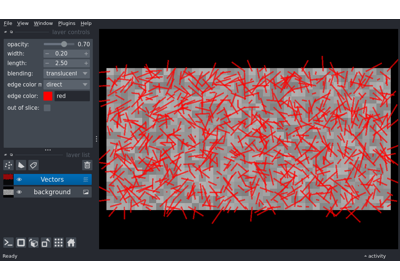 File View Window Plugins Help
layer controls
opacity: 0.70
width: 0.20
length: 2.50
blending: translucent
edge color m direct
edge color: red
out of slice:
layer list
Vectors
background
Ready
activity